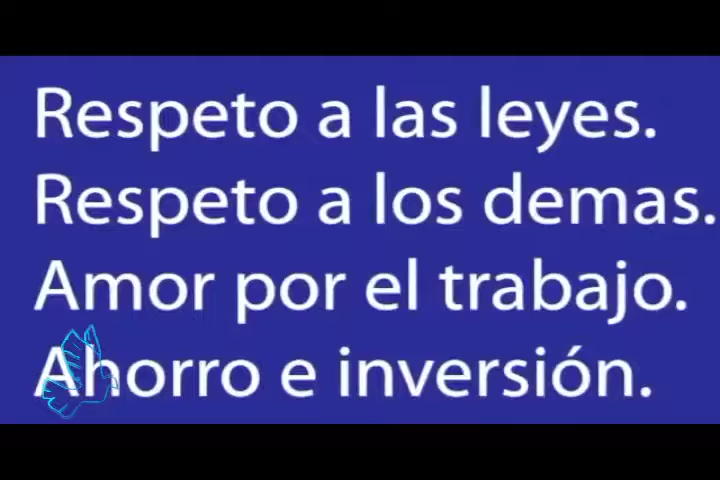 Respeto a las leyes.
Respeto a los demas.
Amor por el trabajo.
Ahorro e inversión.